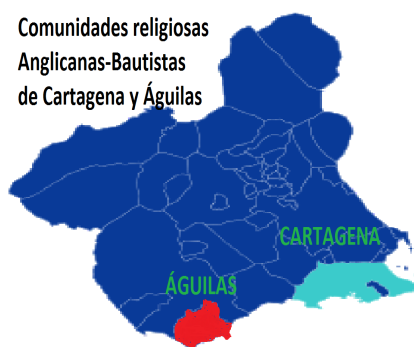 Comunidades religiosas
Anglicanas-Bautistas
de Cartagena y Águilas
CARTAGENA
ÁGUILAS